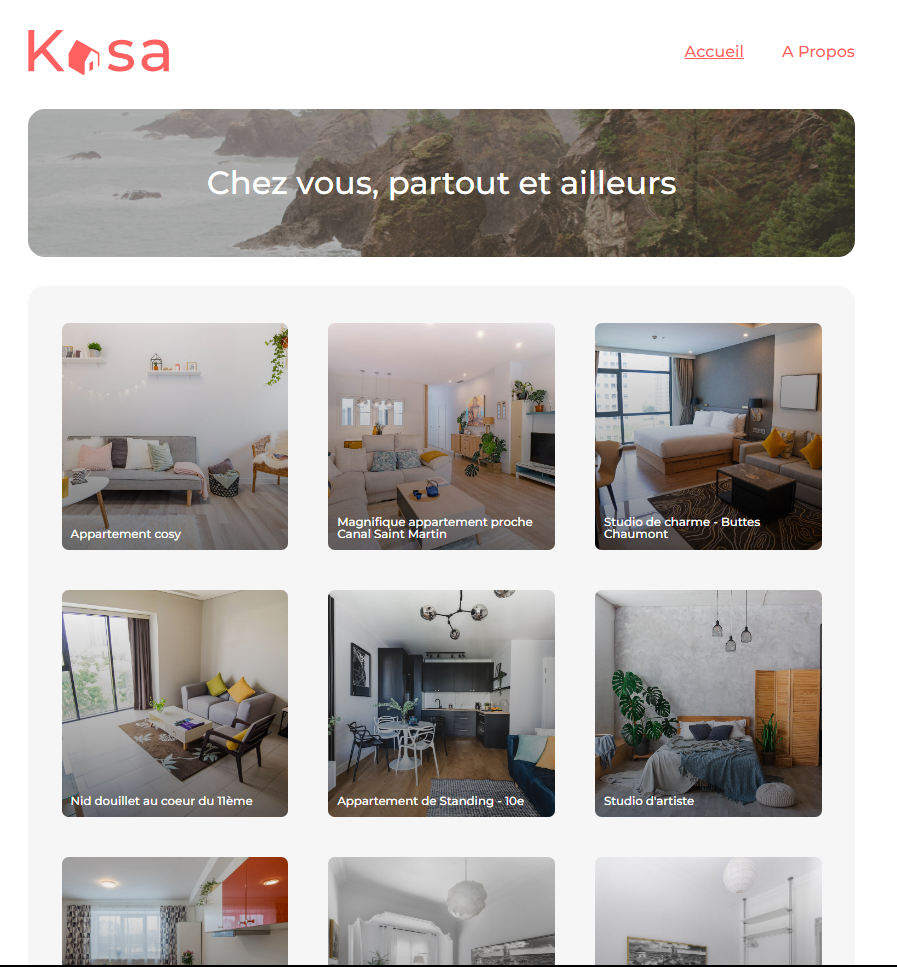 Kasa
Accueil
A Propos
Chez vous, partout et ailleurs
Appartement cosy
Magnifique appartement proche
Canal Saint Martin
Studio de charme - Buttes
Chaumont
Nid douillet au coeur du 11ème
Appartement de Standing - 10e
Studio d'artiste